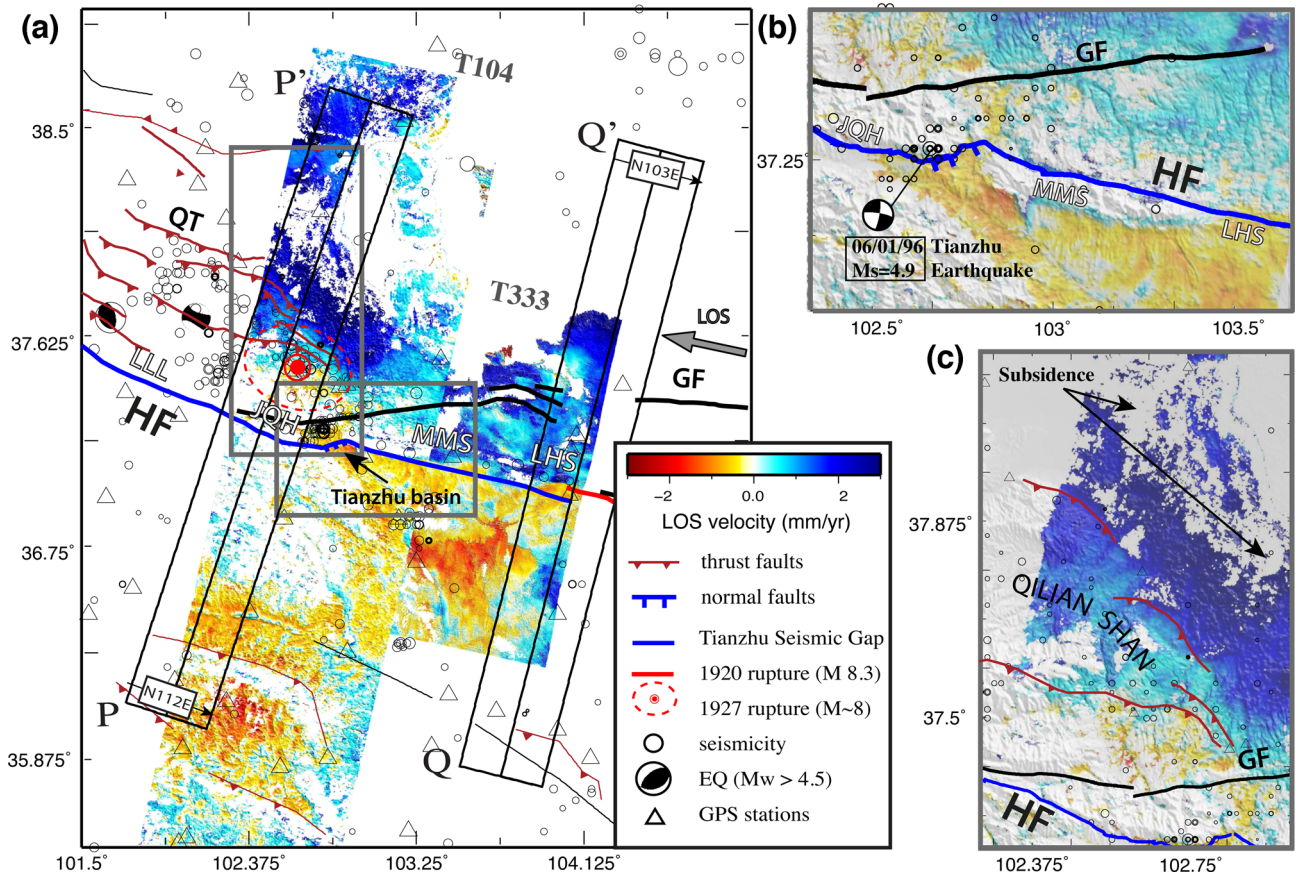 (a)
T104
P'
38.5°
Q'
N103E
QT
T333
LOS
37.625°
LLL
GF
HF
JQH
MMS
LHS
Tianzhu basin
−2 0.0 2
LOS velocity (mm/yr)
36.75°
thrust faults
normal faults
Tianzhu Seismic Gap
1920 rupture (M 8.3)
N112E
P
1927 rupture (M~8)
seismicity
Q
35.875°
EQ (Mw > 4.5)
GPS stations
101.5° 102.375° 103.25° 104.125°
(b)
GF
JQH
37.25°
HF
MMS
LHS
06/01/96 Tianzhu
Ms=4.9 Earthquake
102.5° 103° 103.5°
(c)
Subsidence
37.875°
QILIAN SHAN
37.5°
GF
HF
102.375° 102.75°